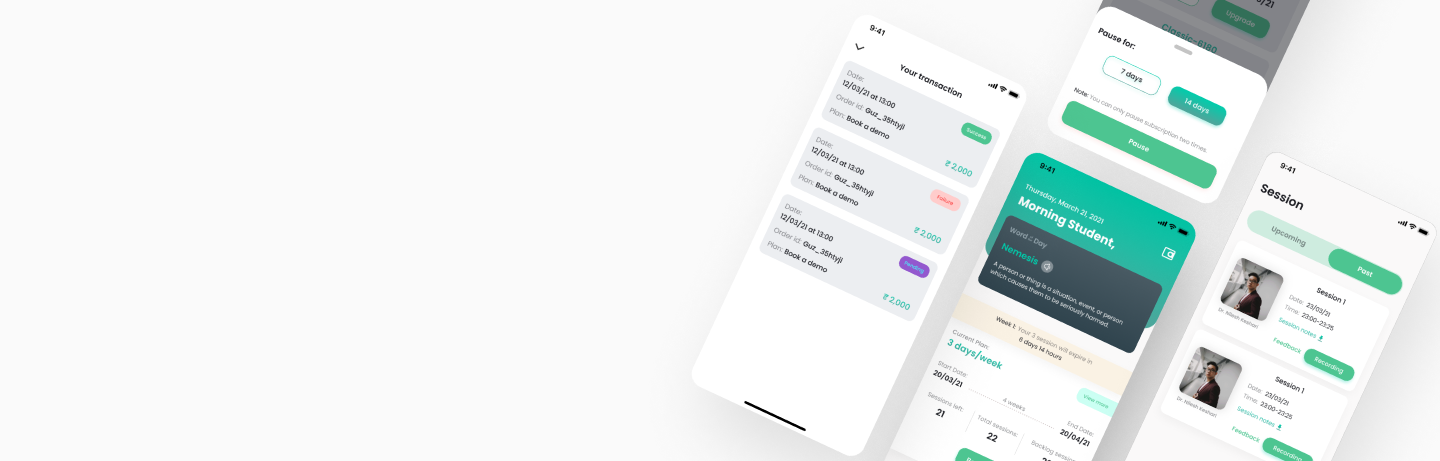 9:41
Your transaction
Date:
12/03/21 at 13:00
Order id: Guz_35htyji
Plan: Book a demo
Success
₹ 2,000
Date:
12/03/21 at 13:00
Order id: Guz_35htyji
Plan: Book a demo
Failure
₹ 2,000
Date:
12/03/21 at 13:00
Order id: Guz_35htyji
Plan: Book a demo
Pending
₹ 2,000
Upgrade
Classic-6180
Pause for:
7 days
14 days
Note: You can only pause subscription two times.
Pause
9:41
Thursday, March 21, 2021
Morning Student,
Word of the Day
Nemesis
A person or thing is a situation, event, or person
which causes them to be seriously harmed.
Week 1: Your 3 session will expire in
6 days 14 hours
Current Plan:
3 days/week
View more
Start Date:
20/03/21
4 weeks
End Date:
20/04/21
Sessions left:
21
Total sessions:
22
9:41
Session
Upcoming
Past
Session 1
Date: 23/03/21
Time: 23:00-23:25
Session notes
Dr. Nilesh Keshari
Feedback
Recording
Session 1
Date: 23/03/21
Time: 23:00-23:25
Session notes
Dr. Nilesh Keshari
Feedback
Recording